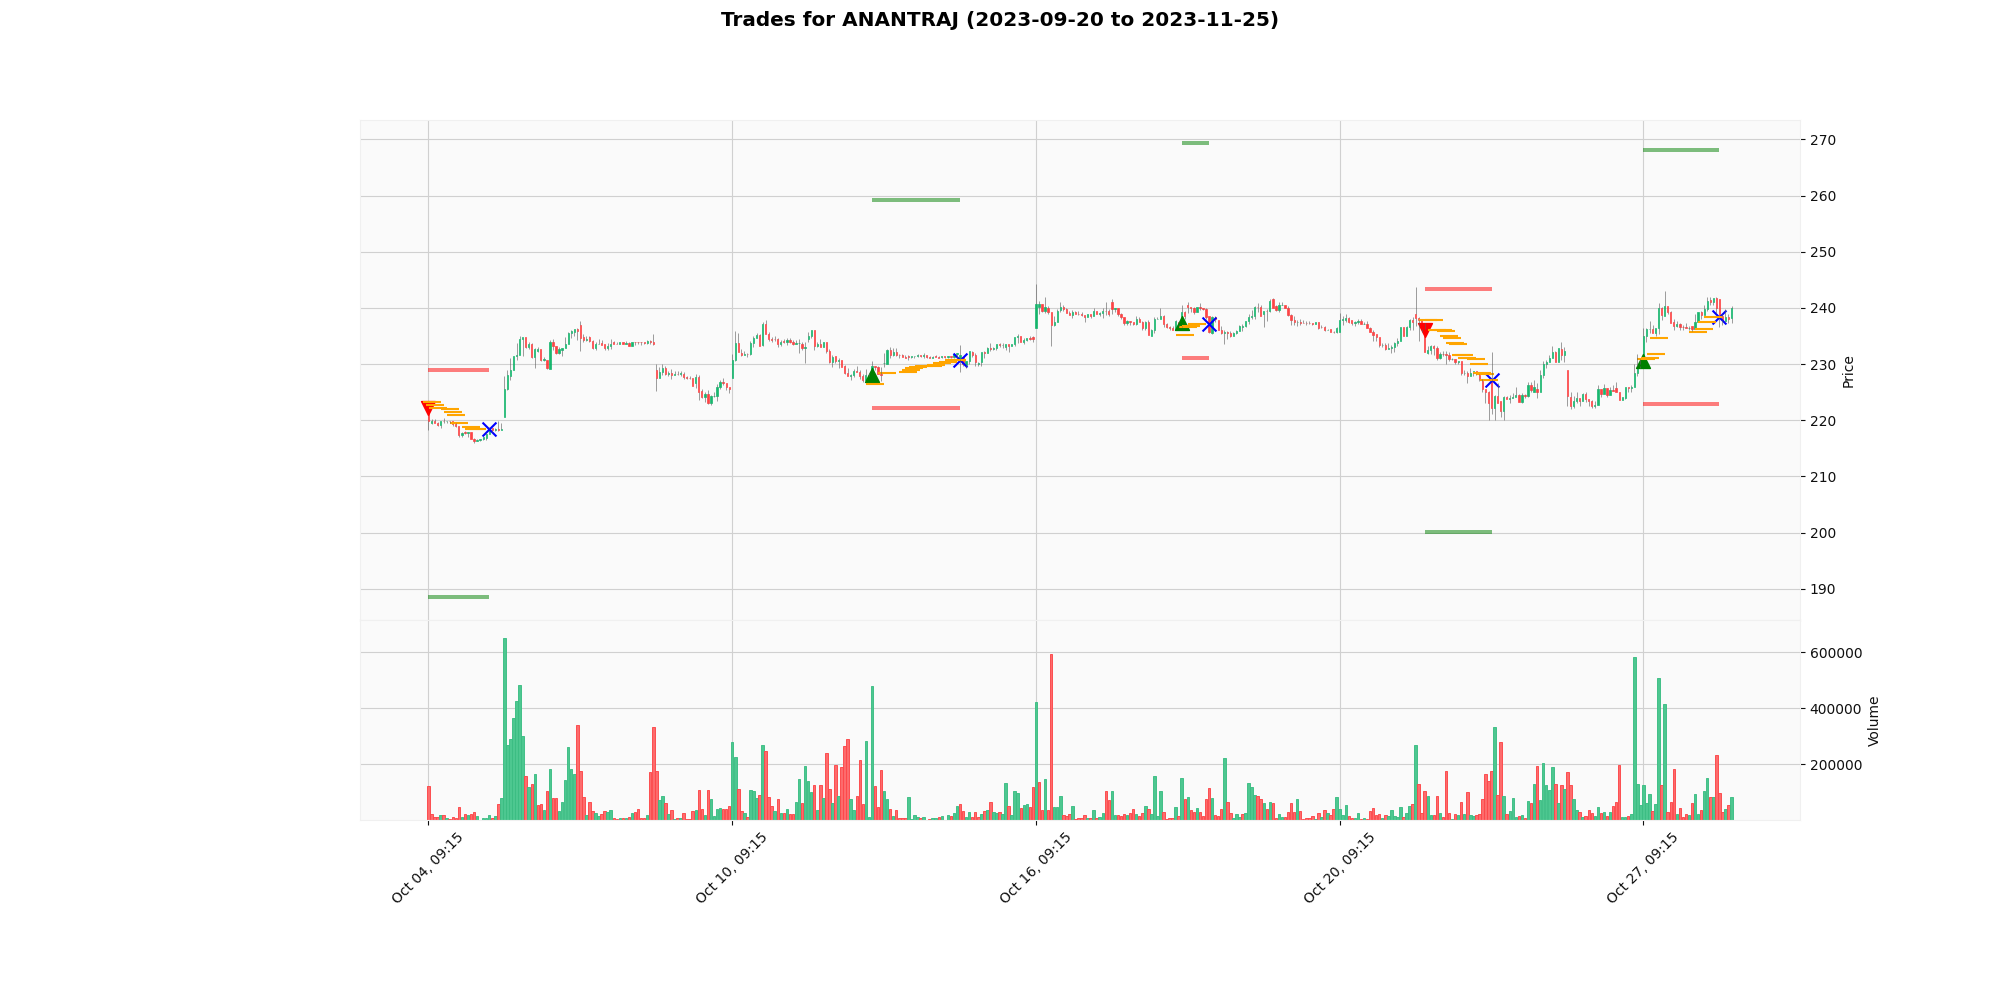 Trades for ANANTRAJ (2023-09-20 to 2023-11-25)
270
260
250
240
230
220
210
200
190
Price
600000
400000
200000
Volume
Oct 04, 09:15
Oct 10, 09:15
Oct 16, 09:15
Oct 20, 09:15
Oct 27, 09:15